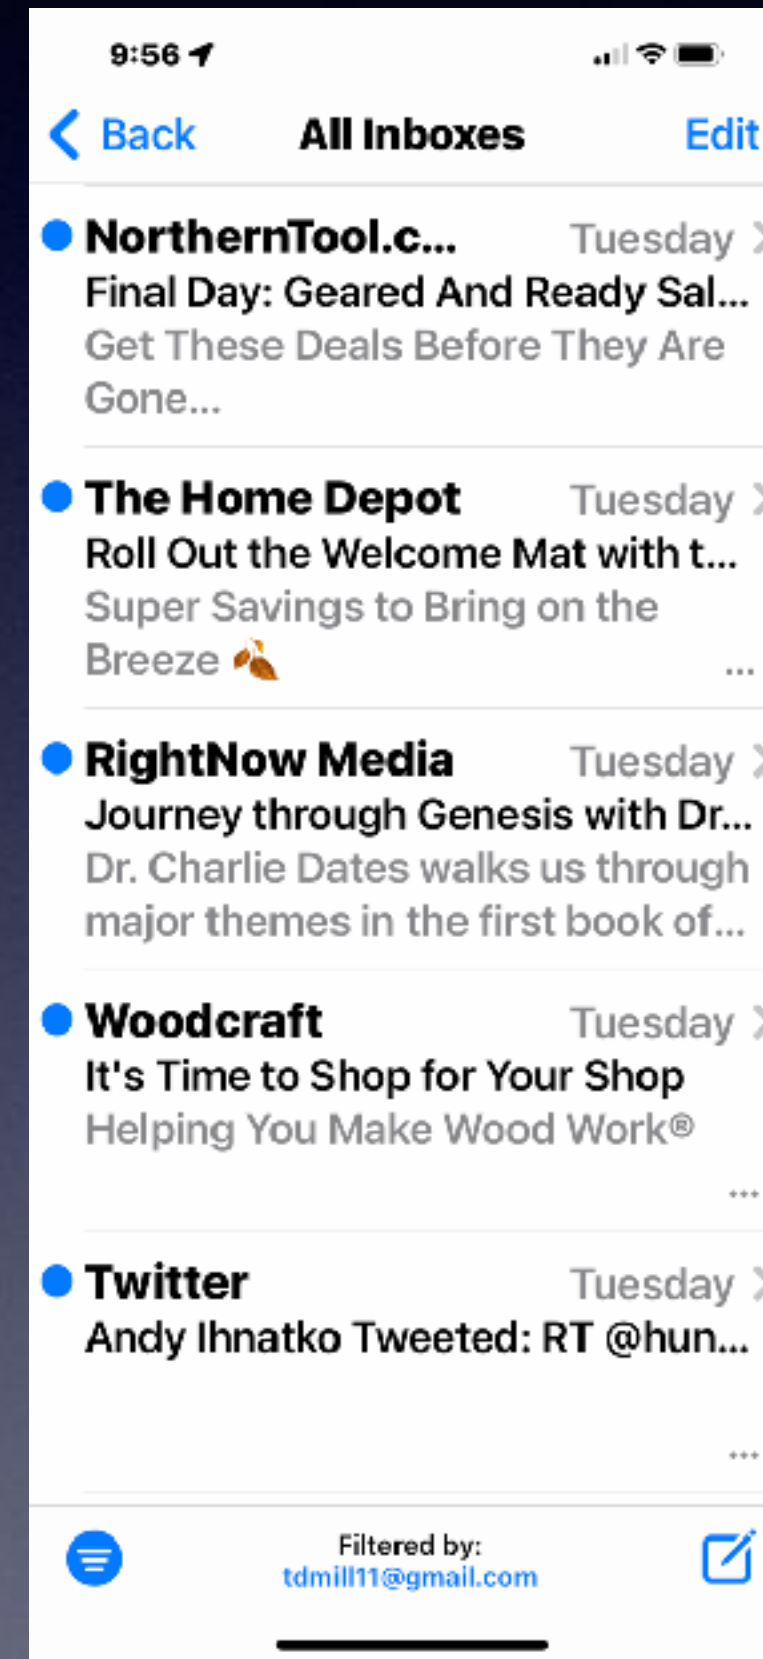 9:56
Back All Inboxes Edit
NorthernTool.c... Tuesday
Final Day: Geared And Ready Sal...
Get These Deals Before They Are
Gone...
The Home Depot Tuesday
Roll Out the Welcome Mat with t...
Super Savings to Bring on the
Breeze 🍂 ...
RightNow Media Tuesday
Journey through Genesis with Dr...
Dr. Charlie Dates walks us through
major themes in the first book of...
Woodcraft Tuesday
It's Time to Shop for Your Shop
Helping You Make Wood Work®
...
Twitter Tuesday
Andy Ihnatko Tweeted: RT @hun...
...
Filtered by:
tdmill11@gmail.com